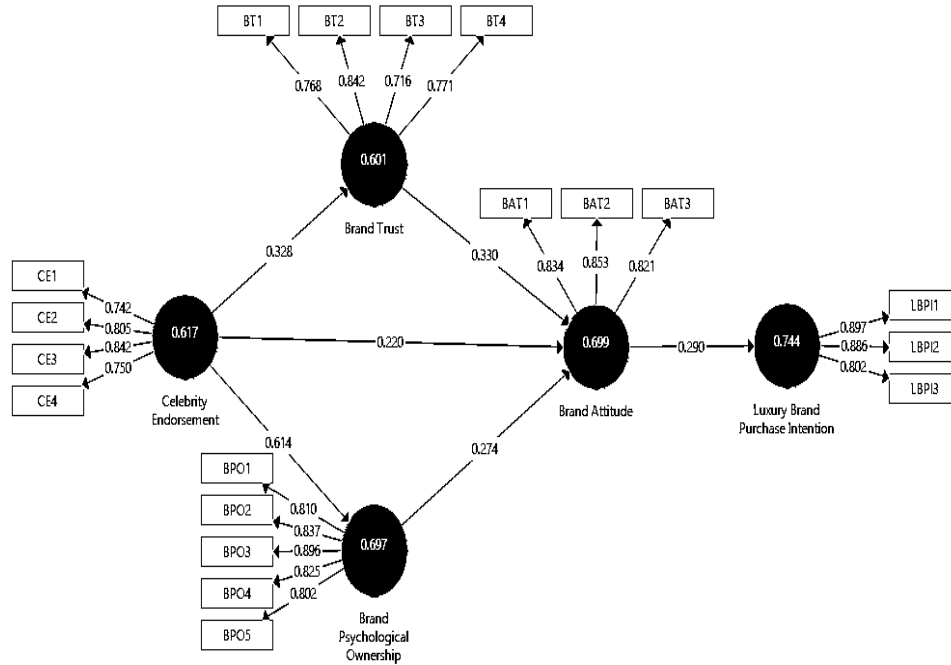 BT1
BT2
BT3
BT4
0.768
0.842
0.716
0.771
0.601
Brand Trust
BAT1
BAT2
BAT3
0.834
0.853
0.821
0.328
0.330
CE1
CE2
CE3
CE4
0.742
0.805
0.842
0.750
0.617
Celebrity
Endorsement
0.220
0.699
Brand Attitude
0.290
0.744
Luxury Brand
Purchase Intention
0.897
0.886
0.802
LBPI1
LBPI2
LBPI3
0.614
0.274
BPO1
BPO2
BPO3
BPO4
BPO5
0.810
0.837
0.896
0.825
0.802
0.697
Brand
Psychological
Ownership